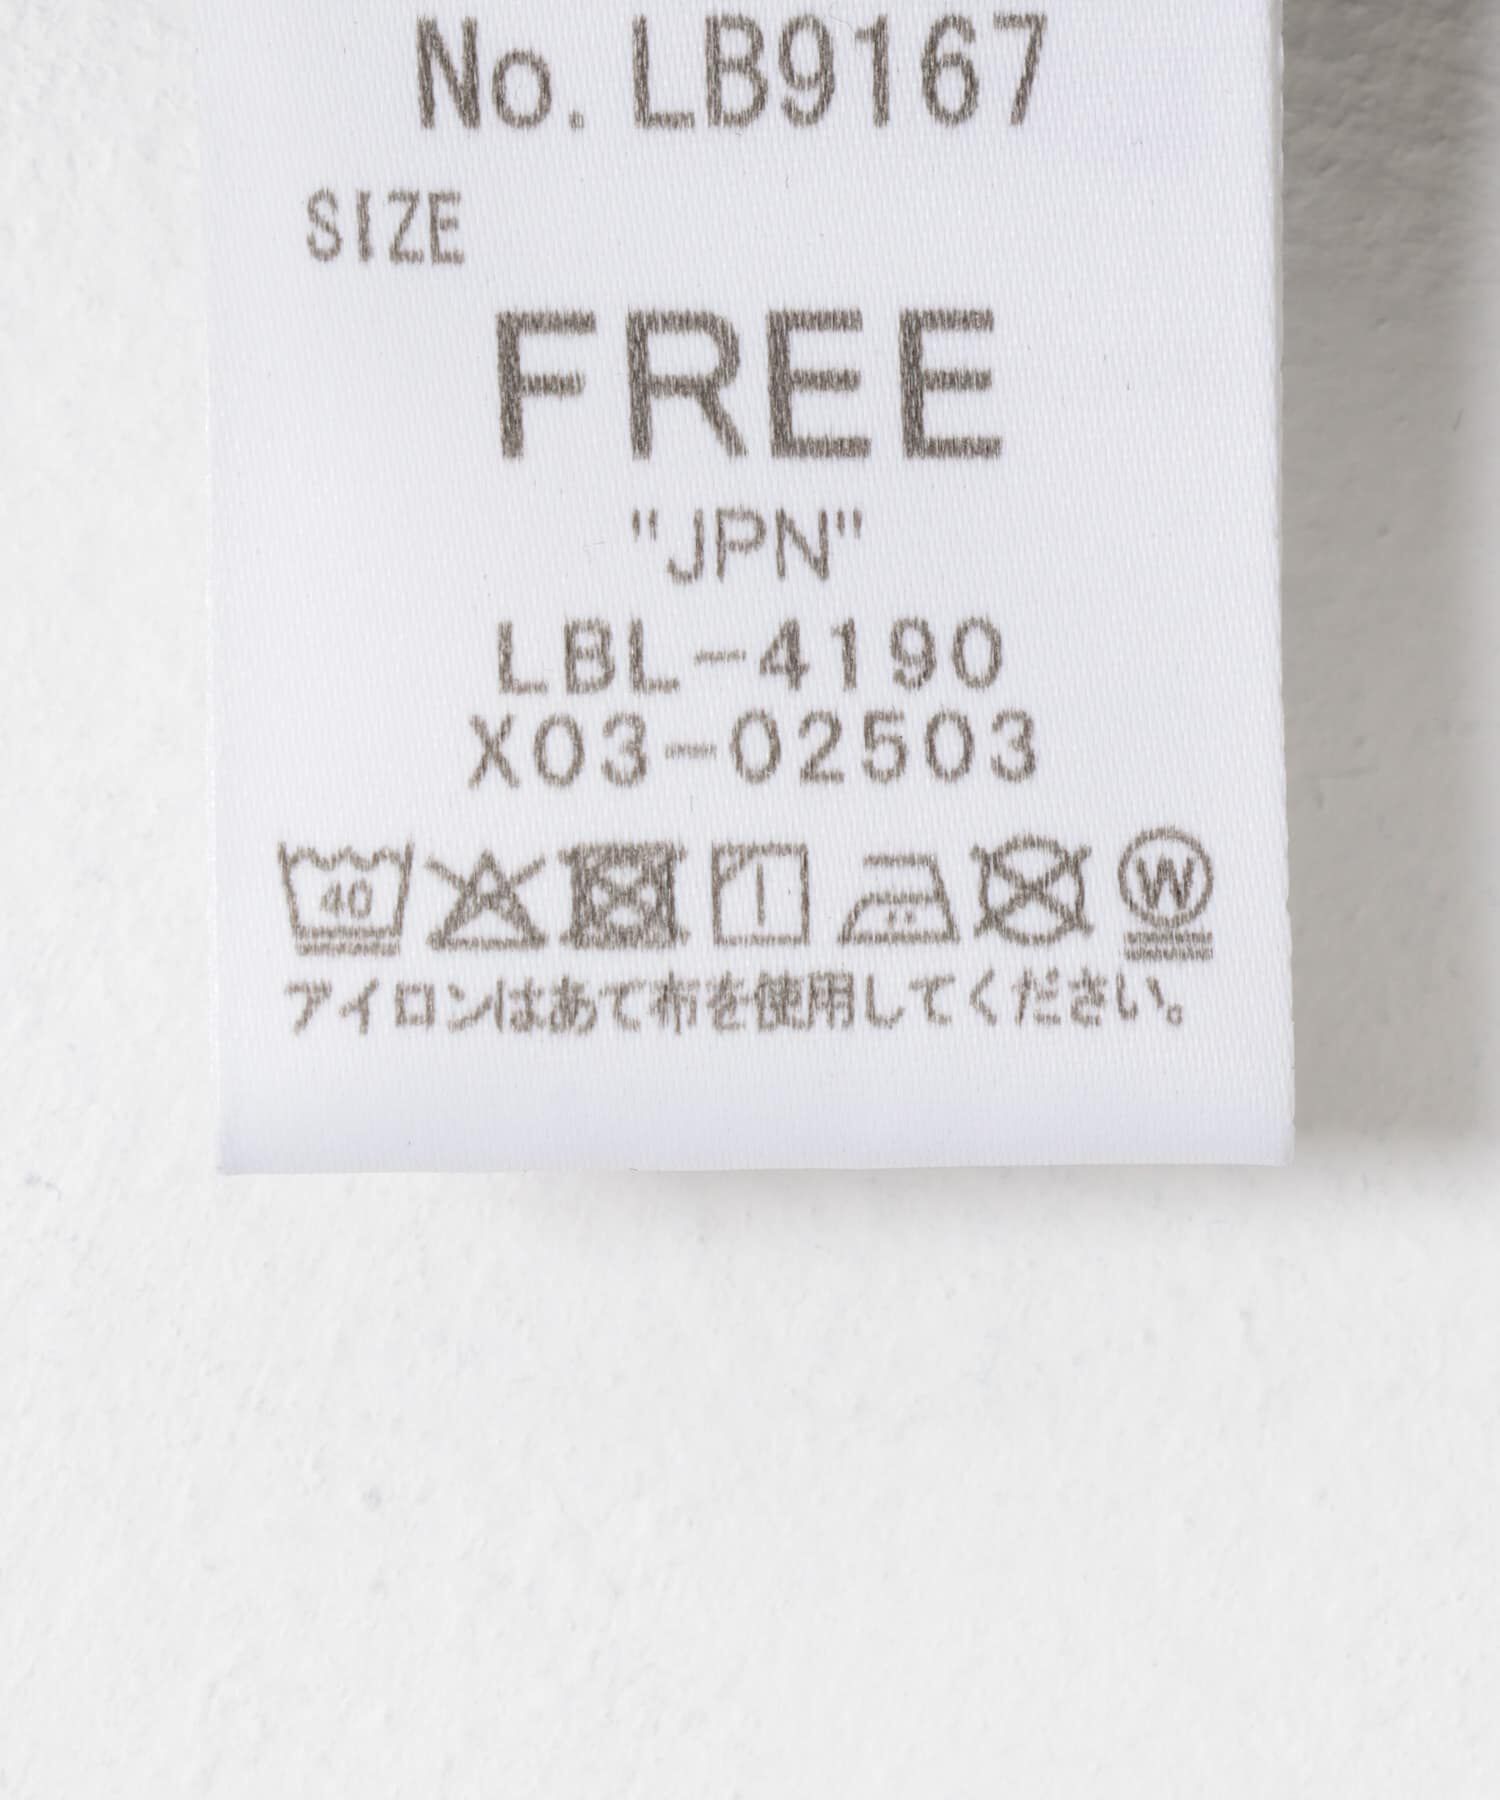 No. LB9167
SIZE
FREE
"JPN"
LBL-4190
X03-02503
40 W
アイロンはあて布を使用してください。